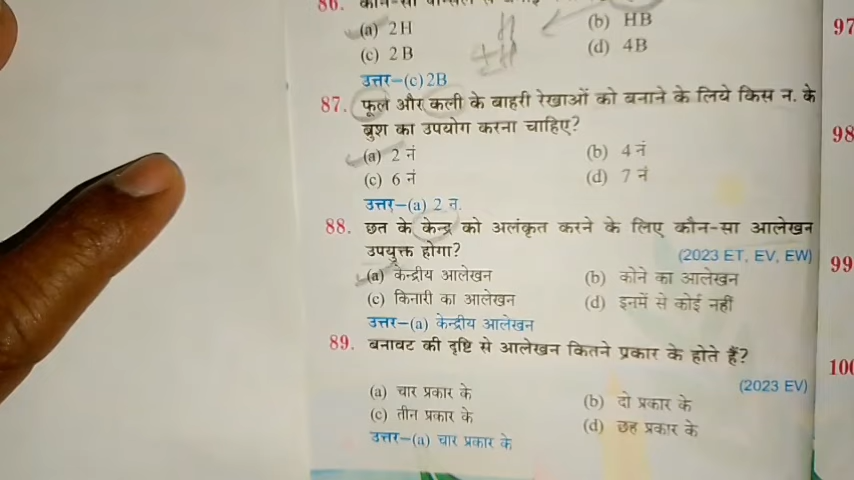 86.
(a) 2H (b) HB
(c) 2B (d) 4B
उत्तर–(c) 2B
87. फूल और कली के बाहरी रेखाओं को बनाने के लिये किस न. के
ब्रुश का उपयोग करना चाहिए?
(a) 2 नं (b) 4 नं
(c) 6 नं (d) 7 नं
उत्तर–(a) 2 न.
88. छत के केन्द्र को अलंकृत करने के लिए कौन-सा आलेखन
उपयुक्त होगा? (2023 ET, EV, EW)
(a) केन्द्रीय आलेखन (b) कोने का आलेखन
(c) किनारी का आलेखन (d) इनमें से कोई नहीं
उत्तर–(a) केन्द्रीय आलेखन
89. बनावट की दृष्टि से आलेखन कितने प्रकार के होते हैं?
(2023 EV)
(a) चार प्रकार के (b) दो प्रकार के
(c) तीन प्रकार के (d) छह प्रकार के
उत्तर–(a) चार प्रकार के
97
98
99
100